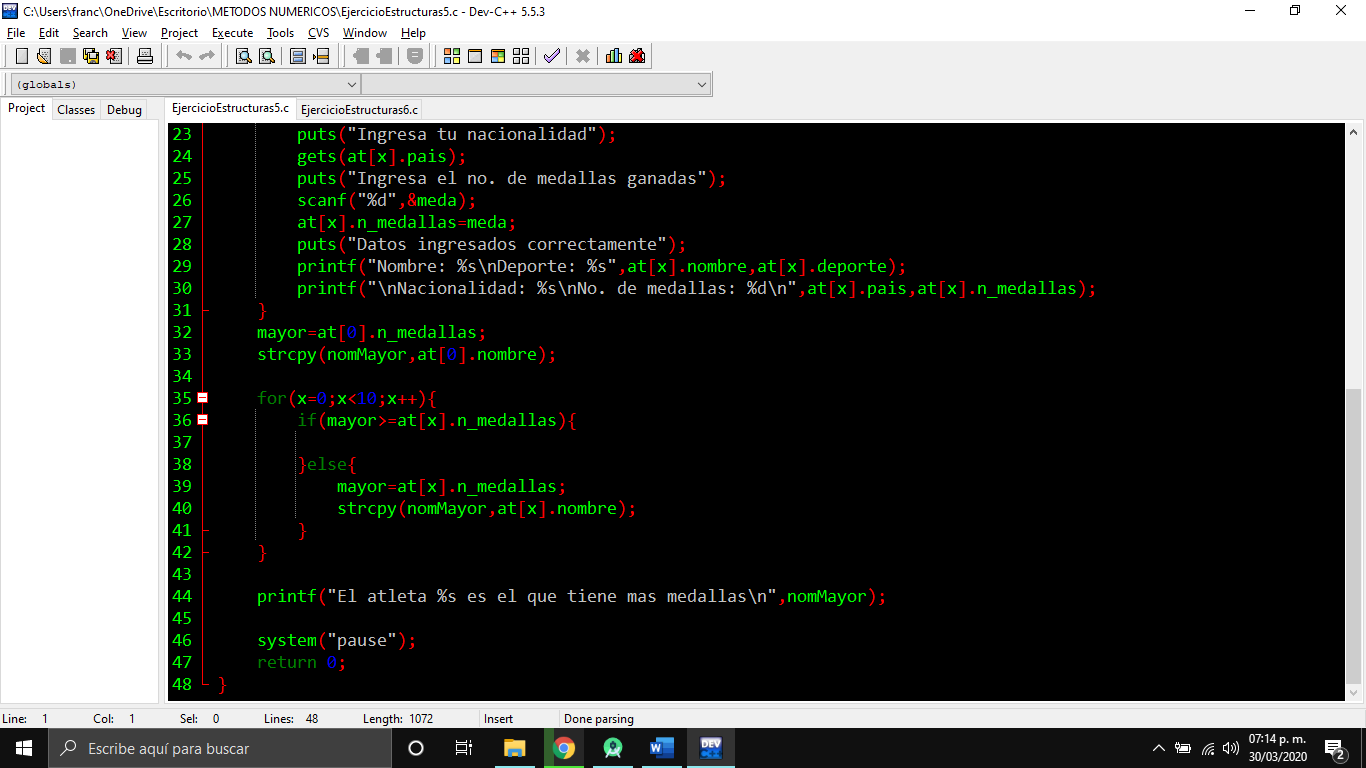 C:\Users\franc\OneDrive\Escritorio\METODOS NUMERICOS\EjercicioEstructuras5.c - Dev-C++ 5.5.3
File Edit Search View Project Execute Tools CVS Window Help
(globals)
Project Classes Debug
EjercicioEstructuras5.c EjercicioEstructuras6.c
23 puts("Ingresa tu nacionalidad");
24 gets(at[x].pais);
25 puts("Ingresa el no. de medallas ganadas");
26 scanf("%d",&meda);
27 at[x].n_medallas=meda;
28 puts("Datos ingresados correctamente");
29 printf("Nombre: %s\nDeporte: %s",at[x].nombre,at[x].deporte);
30 printf("\nNacionalidad: %s\nNo. de medallas: %d\n",at[x].pais,at[x].n_medallas);
31 }
32 mayor=at[0].n_medallas;
33 strcpy(nomMayor,at[0].nombre);
34
35 for(x=0;x<10;x++){
36 if(mayor>=at[x].n_medallas){
37
38 }else{
39 mayor=at[x].n_medallas;
40 strcpy(nomMayor,at[x].nombre);
41 }
42 }
43
44 printf("El atleta %s es el que tiene mas medallas\n",nomMayor);
45
46 system("pause");
47 return 0;
48 }
Line: 1 Col: 1 Sel: 0 Lines: 48 Length: 1072 Insert Done parsing
Escribe aquí para buscar
DEV
07:14 p. m.
30/03/2020
2